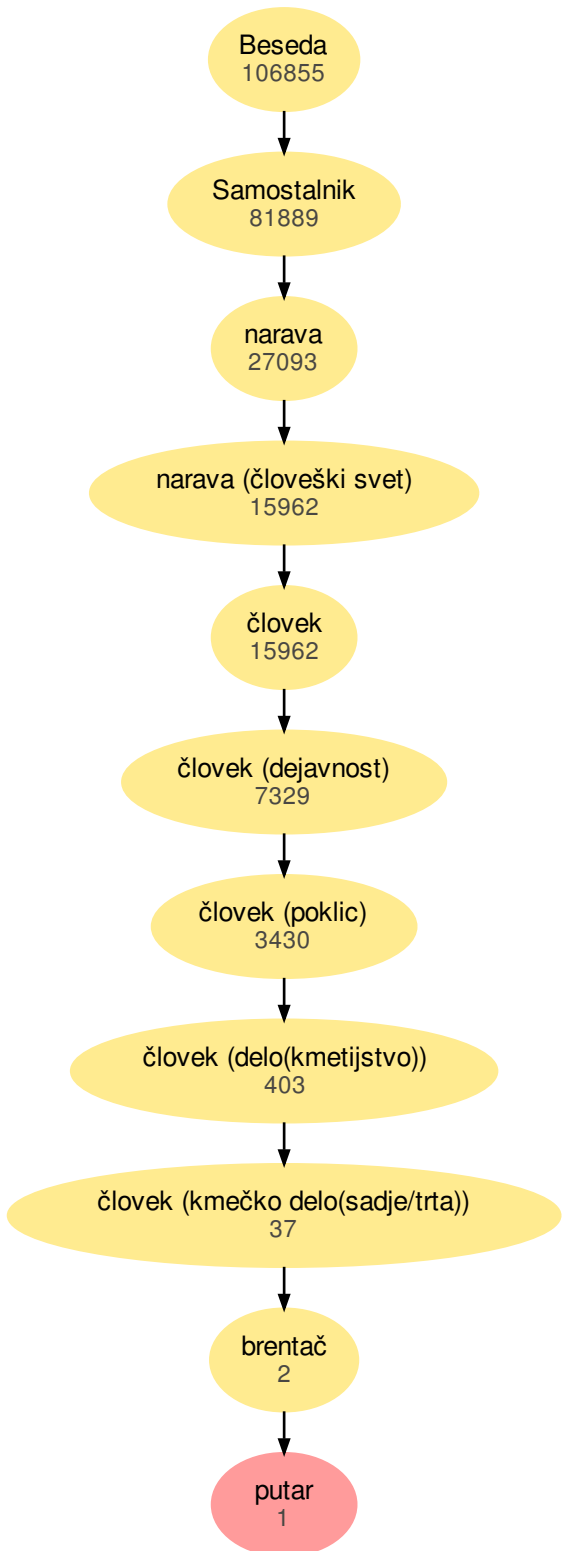 Beseda
106855
Samostalnik
81889
narava
27093
narava (človeški svet)
15962
človek
15962
človek (dejavnost)
7329
človek (poklic)
3430
človek (delo(kmetijstvo))
403
človek (kmečko delo(sadje/trta))
37
brentač
2
putar
1